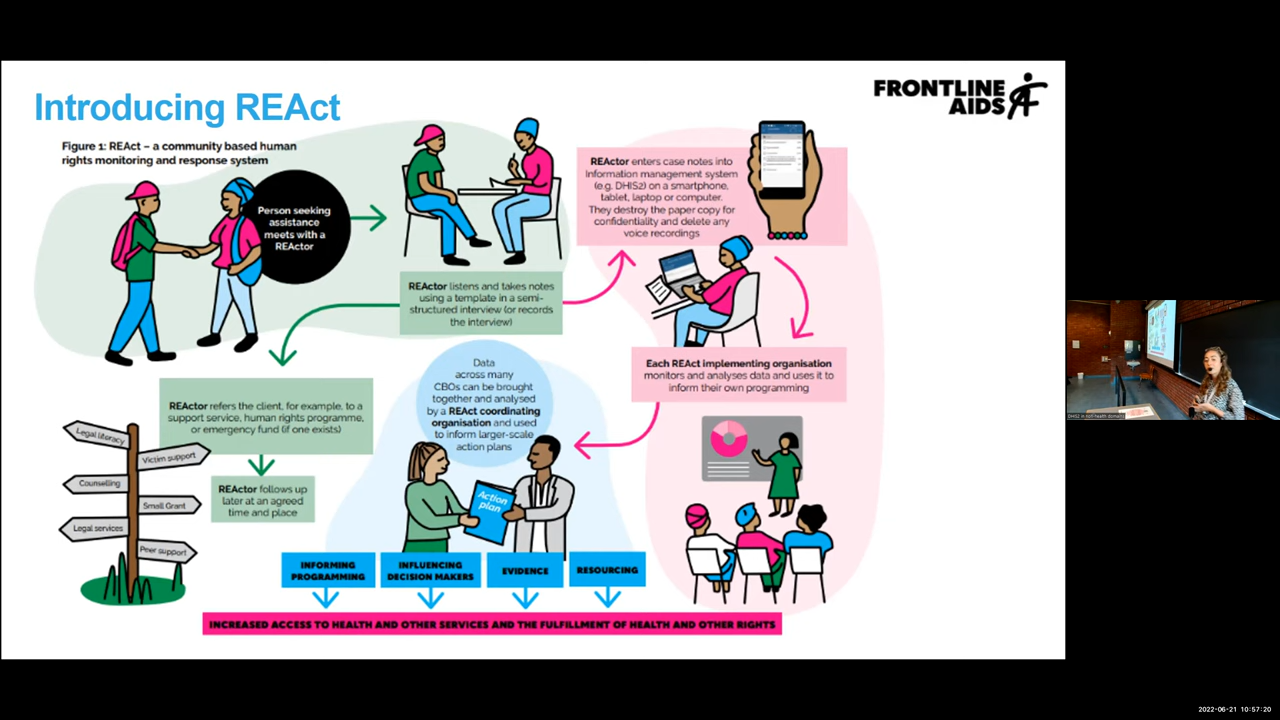 Introducing REAct
FRONTLINE
AIDS
Figure 1: REAct – a community based human
rights monitoring and response system
Person seeking
assistance
meets with a
REActor
REActor listens and takes notes
using a template in a semi-
structured interview (or records
the interview)
REActor enters case notes into
Information management system
(e.g. DHIS2) on a smartphone,
tablet, laptop or computer.
They destroy the paper copy for
confidentiality and delete any
voice recordings
Each REAct implementing organisation
monitors and analyses data and uses it to
inform their own programming
Data
across many
CBOs can be brought
together and analysed
by a REAct coordinating
organisation and used
to inform larger-scale
action plans
Action
plan
REActor refers the client, for example, to a
support service, human rights programme,
or emergency fund (if one exists)
REActor follows up
later at an agreed
time and place
Legal literacy
Victim support
Counselling
Small Grant
Legal services
Peer support
INFORMING
PROGRAMMING
INFLUENCING
DECISION MAKERS
EVIDENCE
RESOURCING
INCREASED ACCESS TO HEALTH AND OTHER SERVICES AND THE FULFILLMENT OF HEALTH AND OTHER RIGHTS
DHIS2 in non-health domains
2022-06-21 10:57:20